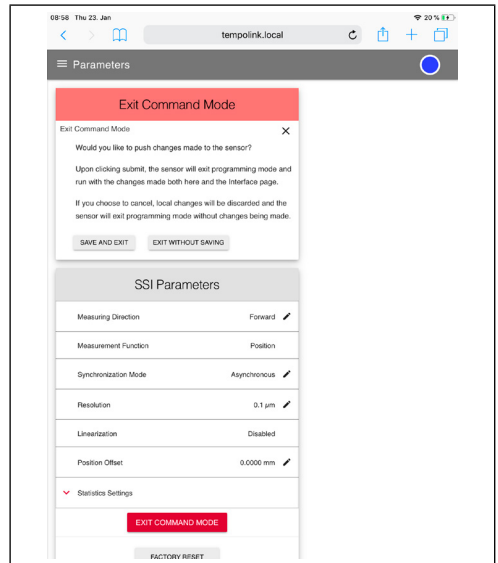 08:58 Thu 23. Jan
20 %
tempolink.local
Parameters
Exit Command Mode
Exit Command Mode
Would you like to push changes made to the sensor?
Upon clicking submit, the sensor will exit programming mode and
run with the changes made both here and the Interface page.
If you choose to cancel, local changes will be discarded and the
sensor will exit programming mode without changes being made.
SAVE AND EXIT EXIT WITHOUT SAVING
SSI Parameters
Measuring Direction Forward
Measurement Function Position
Synchronization Mode Asynchronous
Resolution 0.1 μm
Linearization Disabled
Position Offset 0.0000 mm
Statistics Settings
EXIT COMMAND MODE
FACTORY RESET